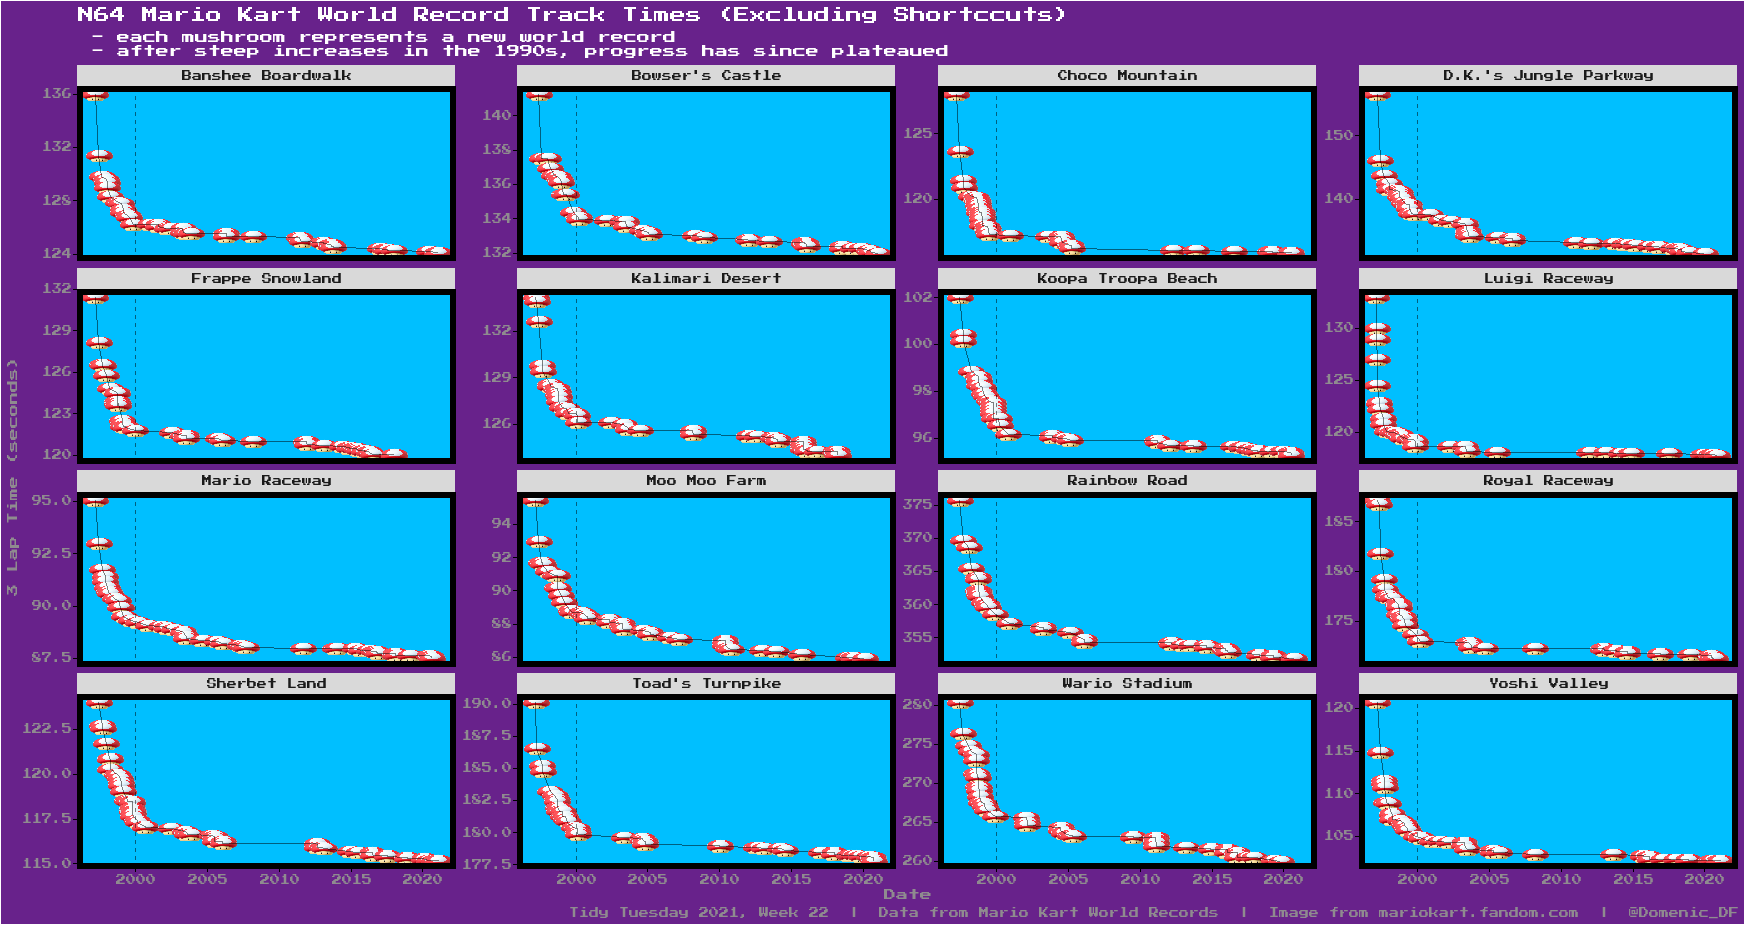 N64 Mario Kart World Record Track Times (Excluding Shortccuts)
- each mushroom represents a new world record
- after steep increases in the 1990s, progress has since plateaued
Banshee Boardwalk
Bowser's Castle
Choco Mountain
D.K.'s Jungle Parkway
136
132
128
124
140
138
136
134
132
125
120
150
140
Frappe Snowland
Kalimari Desert
Koopa Troopa Beach
Luigi Raceway
132
129
126
123
120
132
129
126
102
100
98
96
130
125
120
3 Lap Time (seconds)
Mario Raceway
Moo Moo Farm
Rainbow Road
Royal Raceway
95.0
92.5
90.0
87.5
94
92
90
88
86
375
370
365
360
355
185
180
175
Sherbet Land
Toad's Turnpike
Wario Stadium
Yoshi Valley
122.5
120.0
117.5
115.0
190.0
187.5
185.0
182.5
180.0
177.5
280
275
270
265
260
120
115
110
105
2000 2005 2010 2015 2020
2000 2005 2010 2015 2020
2000 2005 2010 2015 2020
2000 2005 2010 2015 2020
Date
Tidy Tuesday 2021, Week 22 | Data from Mario Kart World Records | Image from mariokart.fandom.com | @Domenic_DF